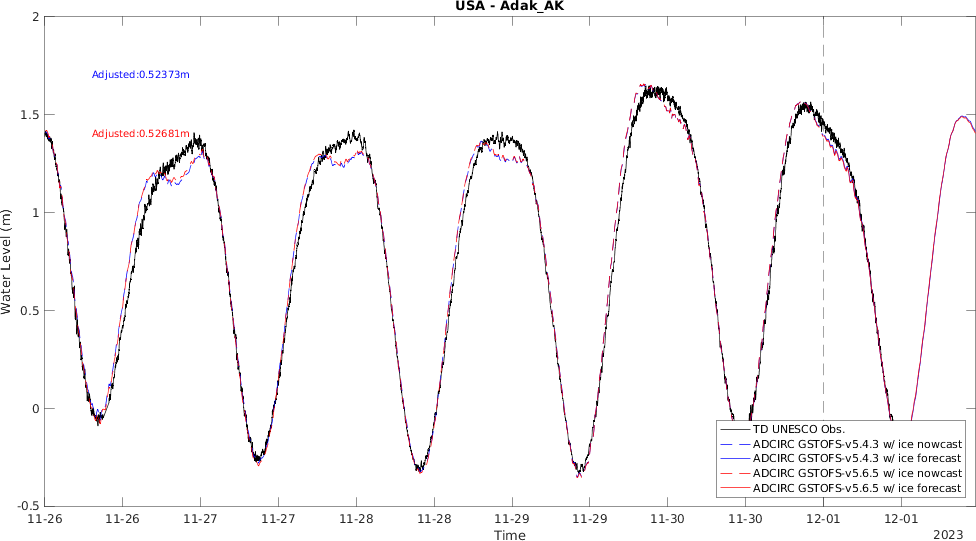 USA - Adak_AK
2
1.5
1
0.5
0
-0.5
Water Level (m)
Adjusted:0.52373m
Adjusted:0.52681m
TD UNESCO Obs.
ADCIRC GSTOFS-v5.4.3 w/ ice nowcast
ADCIRC GSTOFS-v5.4.3 w/ ice forecast
ADCIRC GSTOFS-v5.6.5 w/ ice nowcast
ADCIRC GSTOFS-v5.6.5 w/ ice forecast
11-26 11-26 11-27 11-27 11-28 11-28 11-29 11-29 11-30 11-30 12-01 12-01
Time
2023